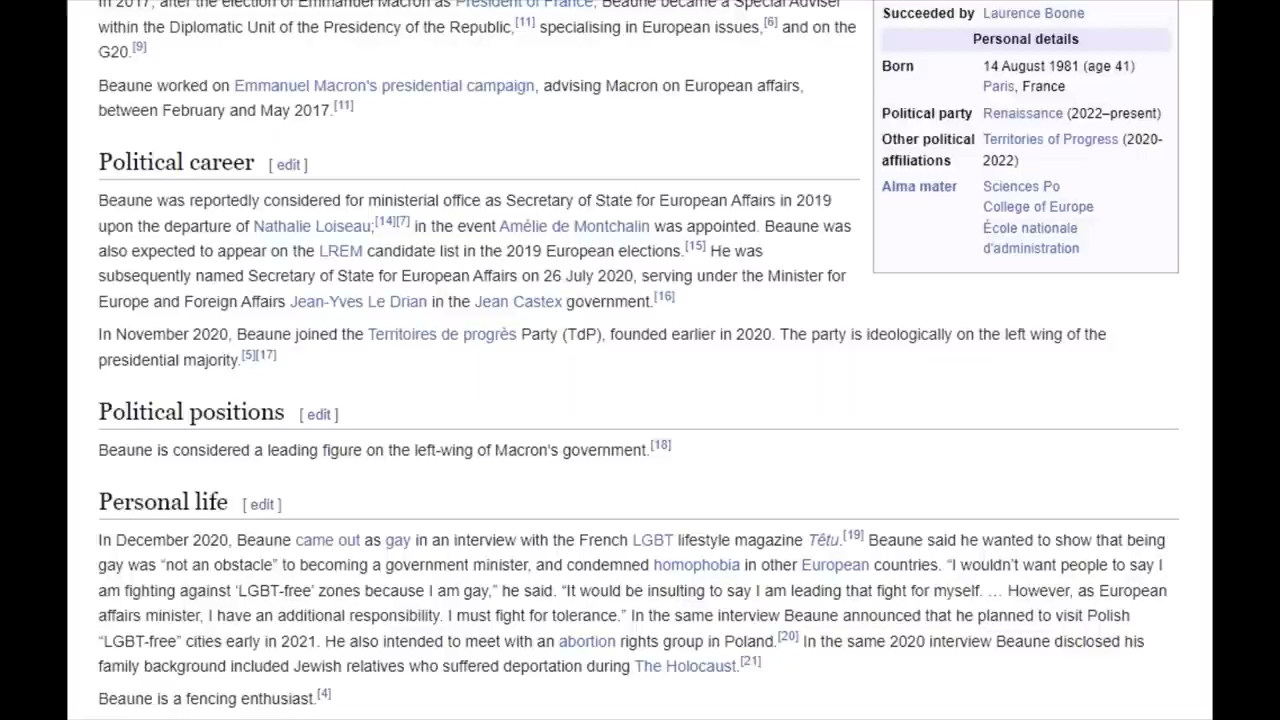 In 2017, after the election of Emmanuel Macron as President of France, Beaune became a Special Adviser
within the Diplomatic Unit of the Presidency of the Republic,[11] specialising in European issues,[6] and on the
G20.[9]
Beaune worked on Emmanuel Macron's presidential campaign, advising Macron on European affairs,
between February and May 2017.[11]
Political career [ edit ]
Beaune was reportedly considered for ministerial office as Secretary of State for European Affairs in 2019
upon the departure of Nathalie Loiseau;[14][7] in the event Amélie de Montchalin was appointed. Beaune was
also expected to appear on the LREM candidate list in the 2019 European elections.[15] He was
subsequently named Secretary of State for European Affairs on 26 July 2020, serving under the Minister for
Europe and Foreign Affairs Jean-Yves Le Drian in the Jean Castex government.[16]
In November 2020, Beaune joined the Territoires de progrès Party (TdP), founded earlier in 2020. The party is ideologically on the left wing of the
presidential majority.[5][17]
Political positions [ edit ]
Beaune is considered a leading figure on the left-wing of Macron's government.[18]
Personal life [ edit ]
In December 2020, Beaune came out as gay in an interview with the French LGBT lifestyle magazine Têtu.[19] Beaune said he wanted to show that being
gay was “not an obstacle” to becoming a government minister, and condemned homophobia in other European countries. “I wouldn’t want people to say I
am fighting against ‘LGBT-free’ zones because I am gay,” he said. “It would be insulting to say I am leading that fight for myself. … However, as European
affairs minister, I have an additional responsibility. I must fight for tolerance.” In the same interview Beaune announced that he planned to visit Polish
“LGBT-free” cities early in 2021. He also intended to meet with an abortion rights group in Poland.[20] In the same 2020 interview Beaune disclosed his
family background included Jewish relatives who suffered deportation during The Holocaust.[21]
Beaune is a fencing enthusiast.[4]
Succeeded by Laurence Boone
Personal details
Born 14 August 1981 (age 41)
Paris, France
Political party Renaissance (2022–present)
Other political Territories of Progress (2020-
affiliations 2022)
Alma mater Sciences Po
College of Europe
École nationale
d'administration